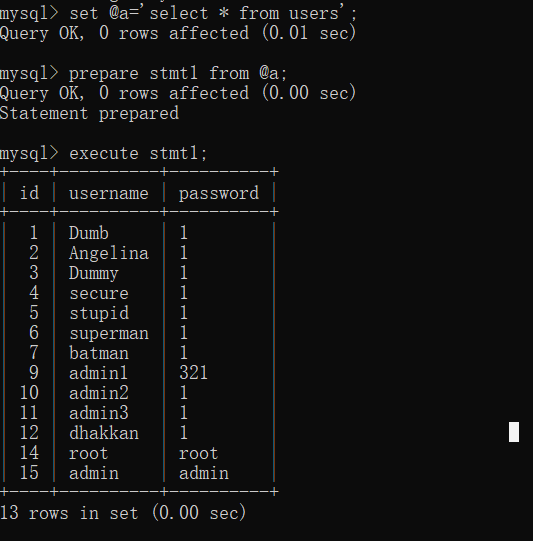 mysql> set @a='select * from users';
Query OK, 0 rows affected (0.01 sec)
mysql> prepare stmt1 from @a;
Query OK, 0 rows affected (0.00 sec)
Statement prepared
mysql> execute stmt1;
+----+----------+----------+
| id | username | password |
+----+----------+----------+
| 1 | Dumb | 1 |
| 2 | Angelina | 1 |
| 3 | Dummy | 1 |
| 4 | secure | 1 |
| 5 | stupid | 1 |
| 6 | superman | 1 |
| 7 | batman | 1 |
| 9 | admin1 | 321 |
| 10 | admin2 | 1 |
| 11 | admin3 | 1 |
| 12 | dhakkan | 1 |
| 14 | root | root |
| 15 | admin | admin |
+----+----------+----------+
13 rows in set (0.00 sec)